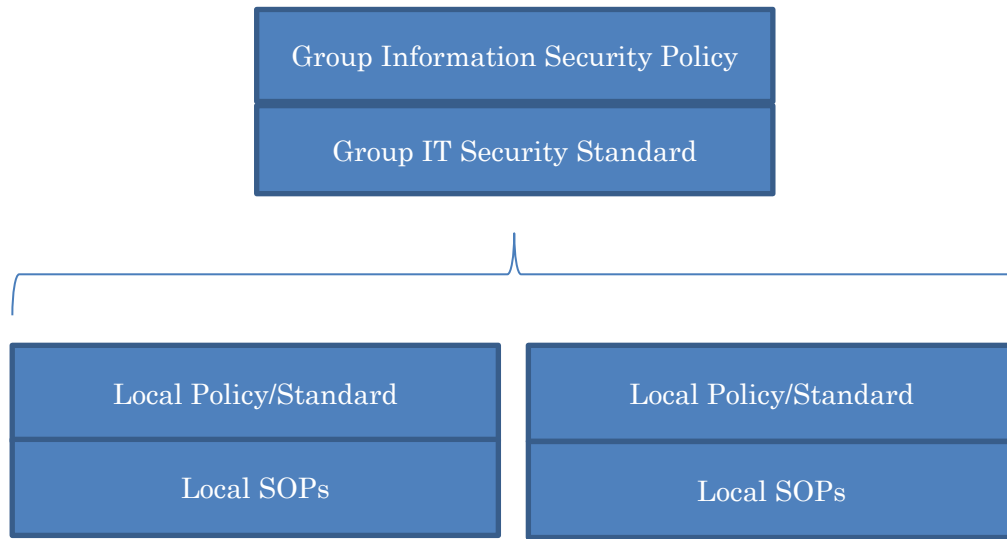 Group Information Security Policy
Group IT Security Standard
Local Policy/Standard
Local Policy/Standard
Local SOPs
Local SOPs